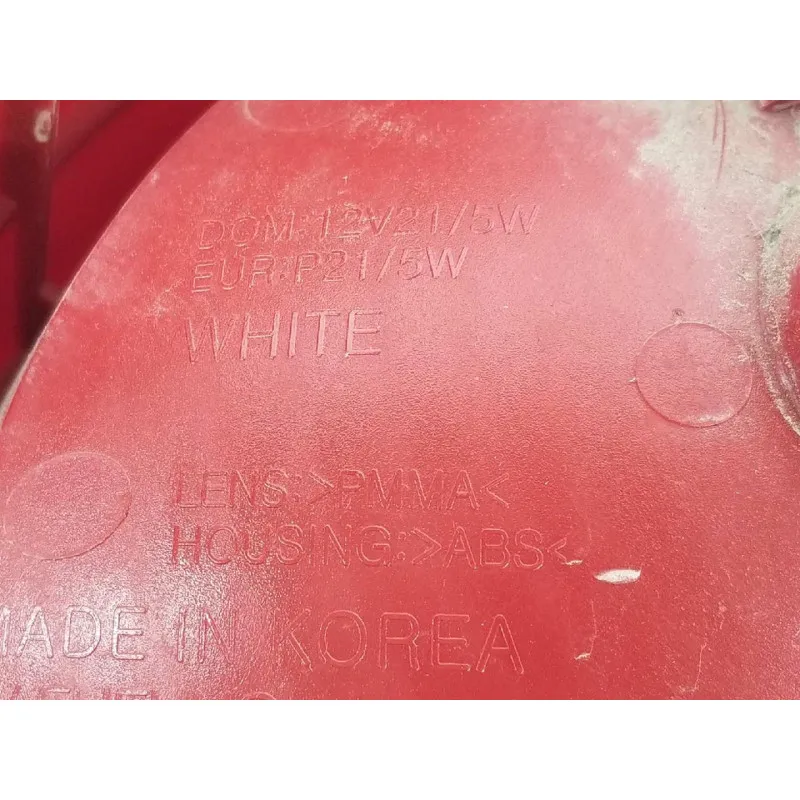 DOM:12V21/5W
EUR:P21/5W
WHITE
LENS:>PMMA<
HOUSING:>ABS<
MADE IN KOREA